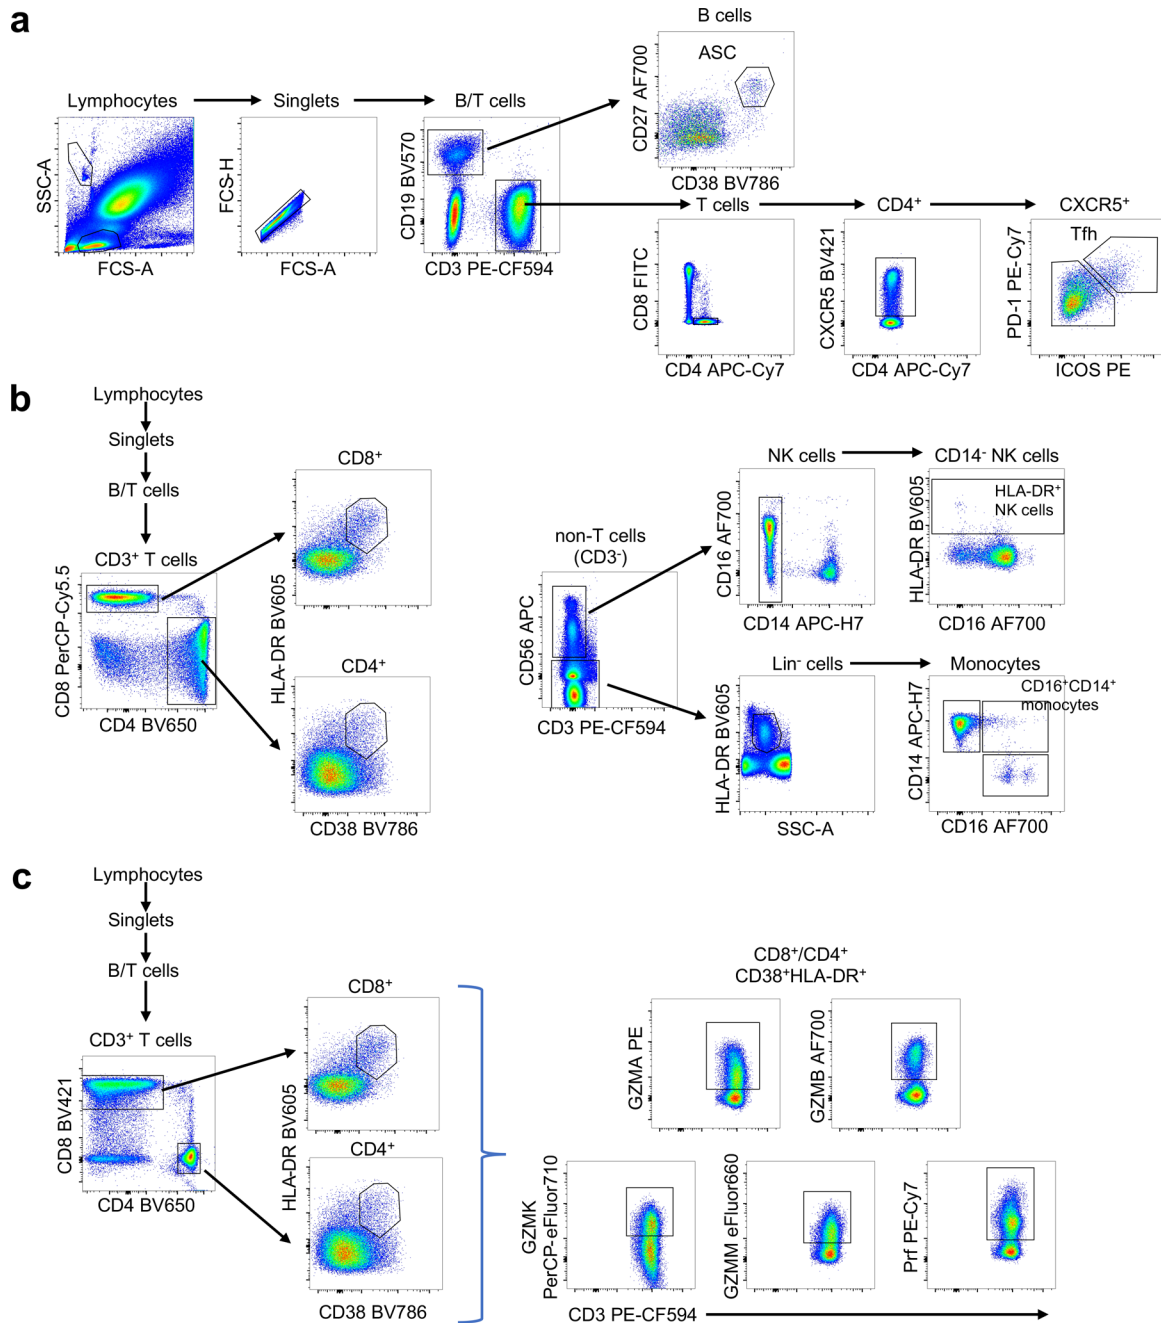 a
Lymphocytes
Singlets
B/T cells
B cells
ASC
CD27 AF700
CD38 BV786
SSC-A
FCS-A
FCS-H
FCS-A
CD19 BV570
CD3 PE-CF594
T cells
CD4⁺
CXCR5⁺
CD8 FITC
CD4 APC-Cy7
CXCR5 BV421
CD4 APC-Cy7
Tfh
PD-1 PE-Cy7
ICOS PE
b
Lymphocytes
Singlets
B/T cells
CD3⁺ T cells
CD8 PerCP-Cy5.5
CD4 BV650
CD8⁺
HLA-DR BV605
CD4⁺
CD38 BV786
non-T cells
(CD3⁻)
CD56 APC
CD3 PE-CF594
NK cells
CD14⁻ NK cells
CD16 AF700
CD14 APC-H7
HLA-DR⁺
NK cells
HLA-DR BV605
CD16 AF700
Lin⁻ cells
Monocytes
HLA-DR BV605
SSC-A
CD16⁺CD14⁺
monocytes
CD14 APC-H7
CD16 AF700
c
Lymphocytes
Singlets
B/T cells
CD3⁺ T cells
CD8 BV421
CD4 BV650
CD8⁺
HLA-DR BV605
CD4⁺
CD38 BV786
CD8⁺/CD4⁺
CD38⁺HLA-DR⁺
GZMA PE
GZMB AF700
GZMK
PerCP-eFluor710
GZMM eFluor660
Prf PE-Cy7
CD3 PE-CF594